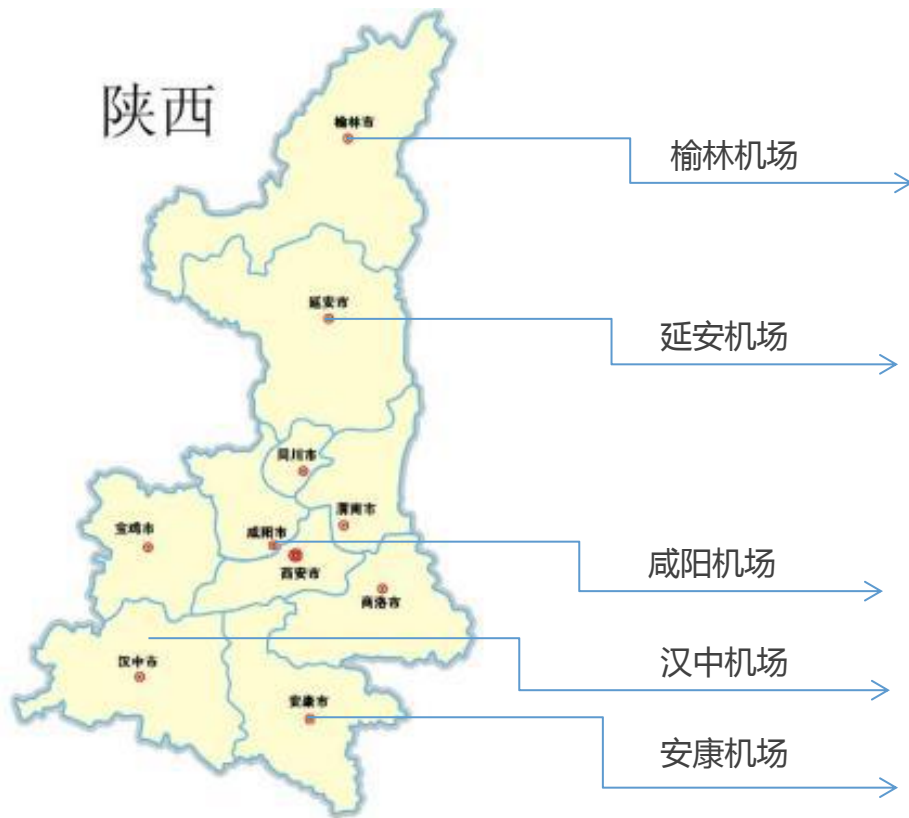 陕西
榆林市
榆林机场
延安市
延安机场
同川市
渭南市
宝鸡市
咸阳市
西安市
咸阳机场
商洛市
汉中市
汉中机场
安康市
安康机场